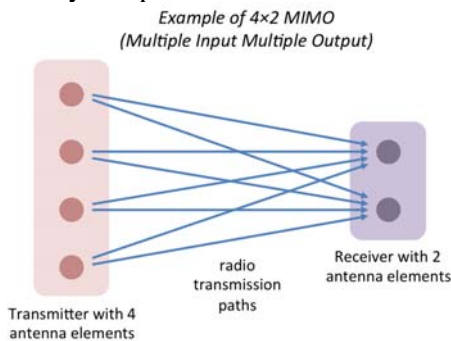 Example of 4×2 MIMO
(Multiple Input Multiple Output)
radio
transmission
paths
Receiver with 2
antenna elements
Transmitter with 4
antenna elements